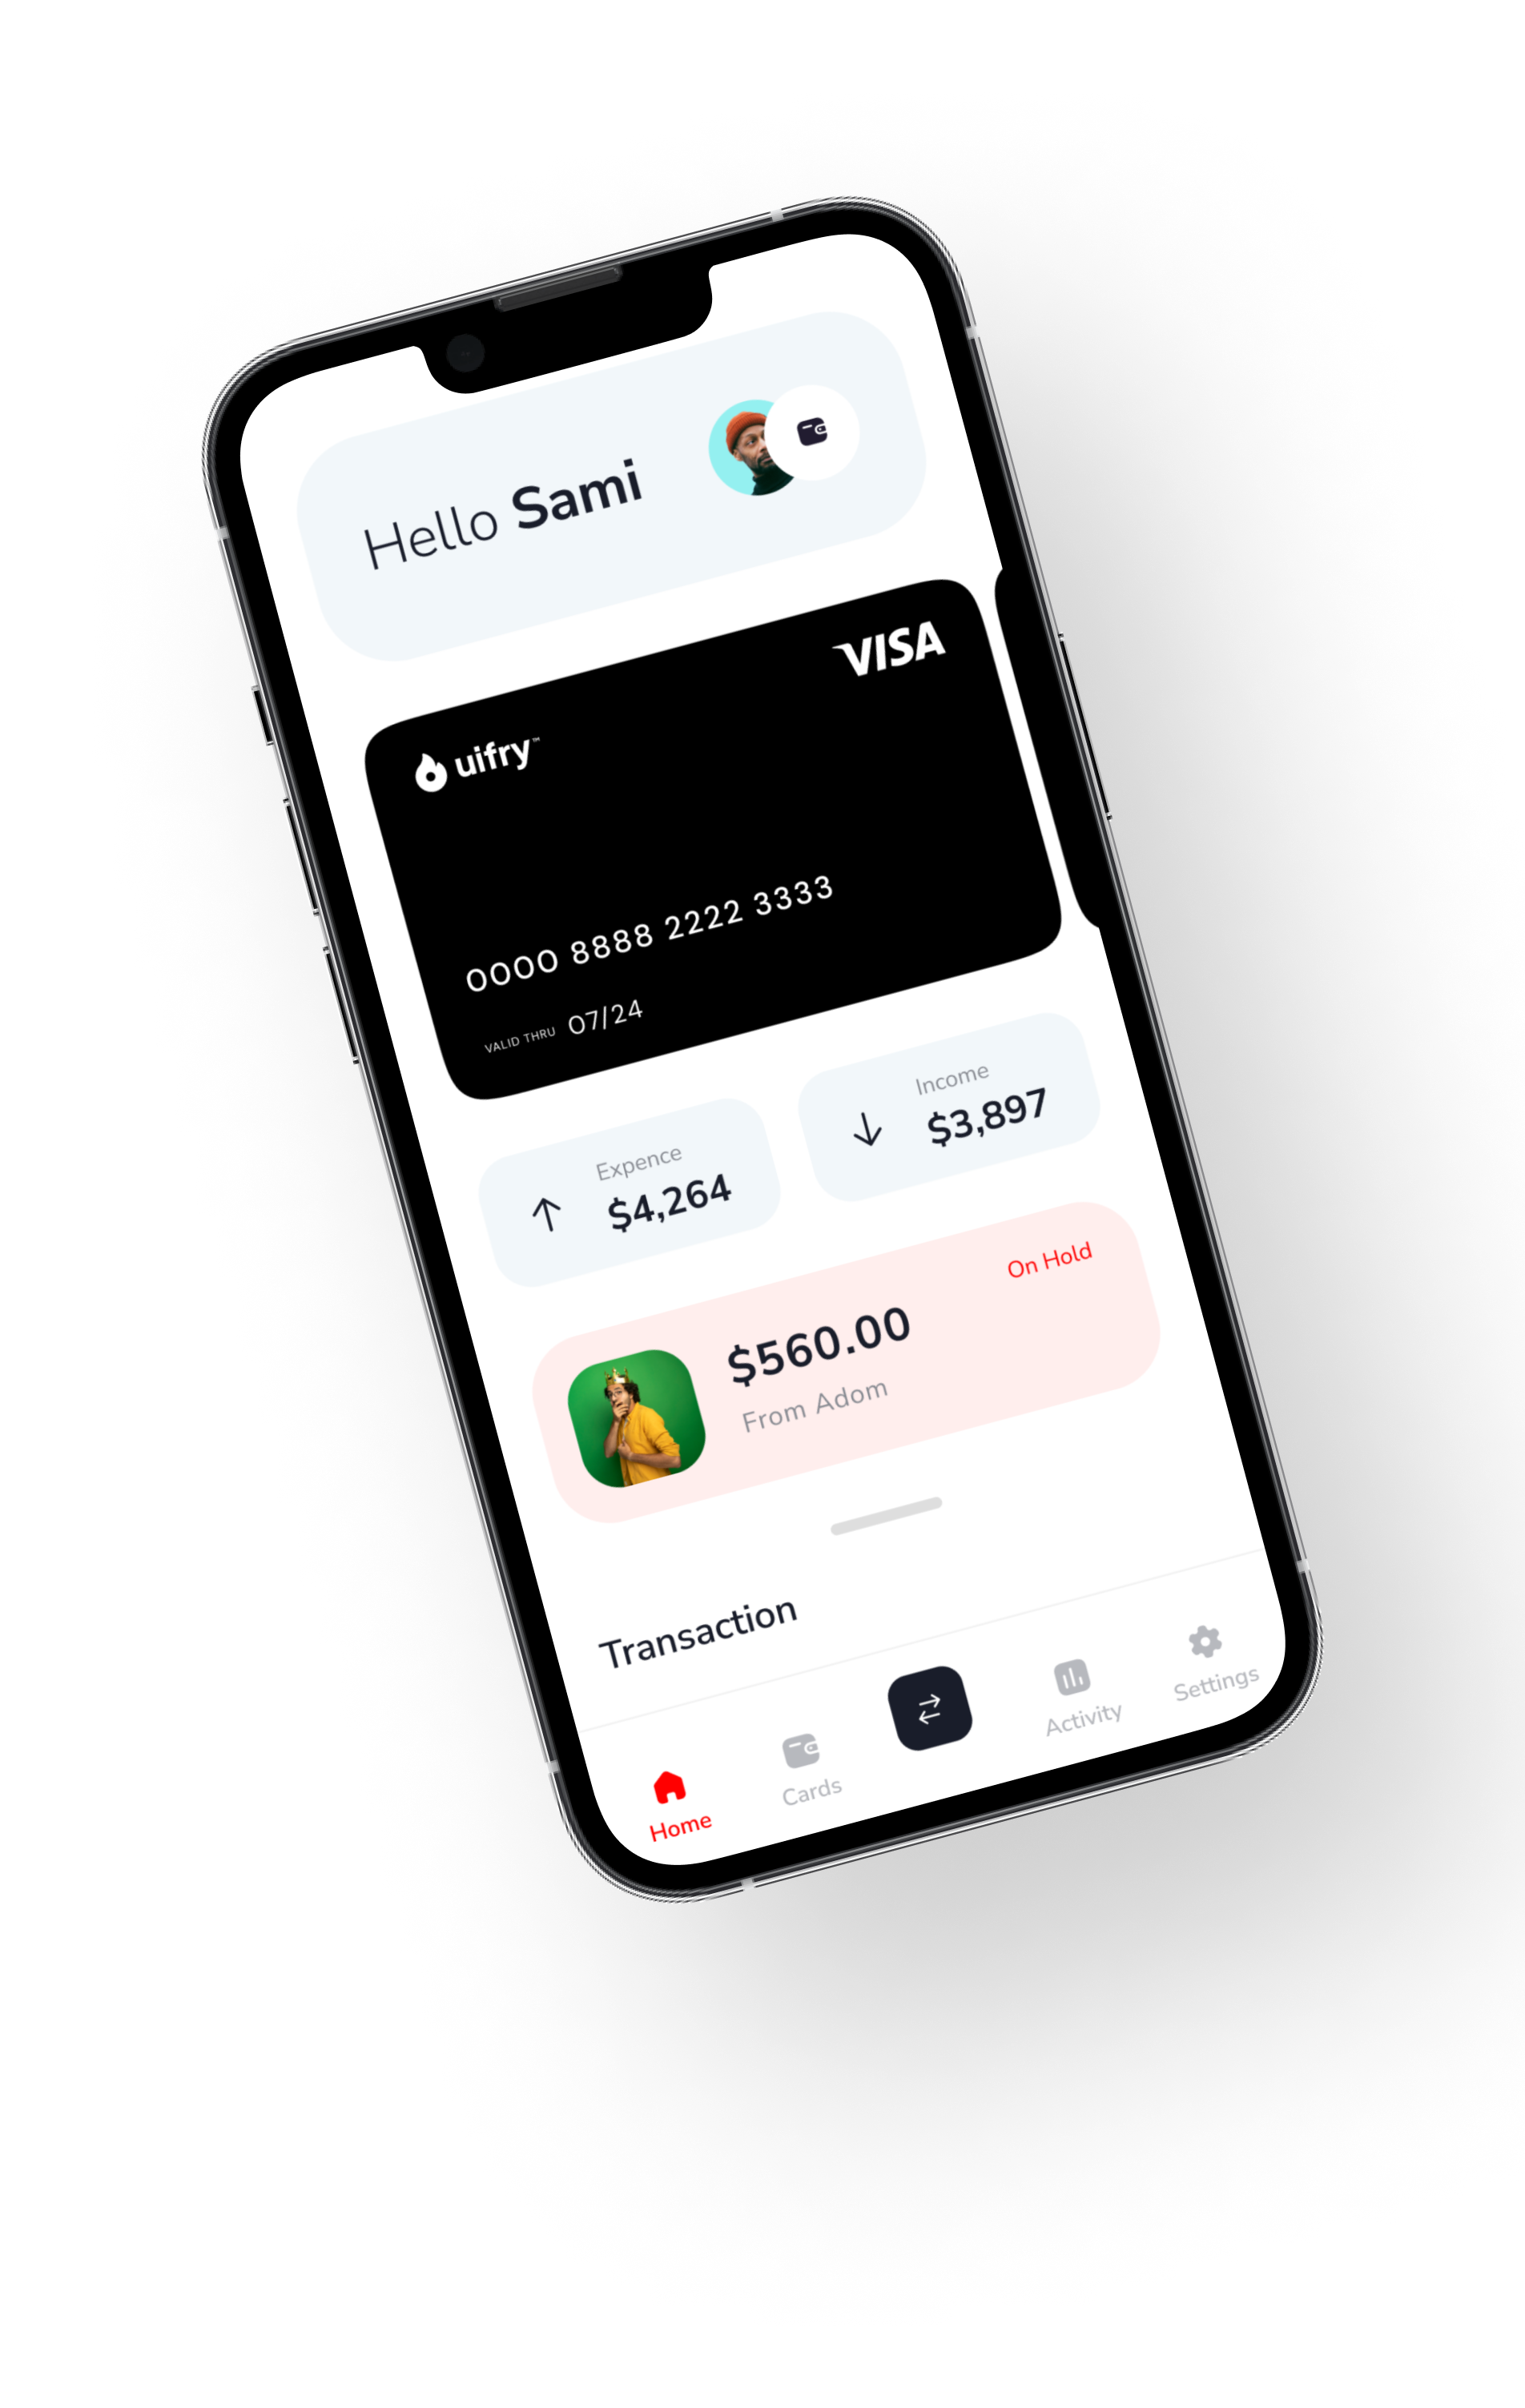 Hello Sami
VISA
uifry™
0000 8888 2222 3333
VALID THRU 07/24
Expence
$4,264
Income
$3,897
On Hold
$560.00
From Adom
Transaction
Home
Cards
Activity
Settings